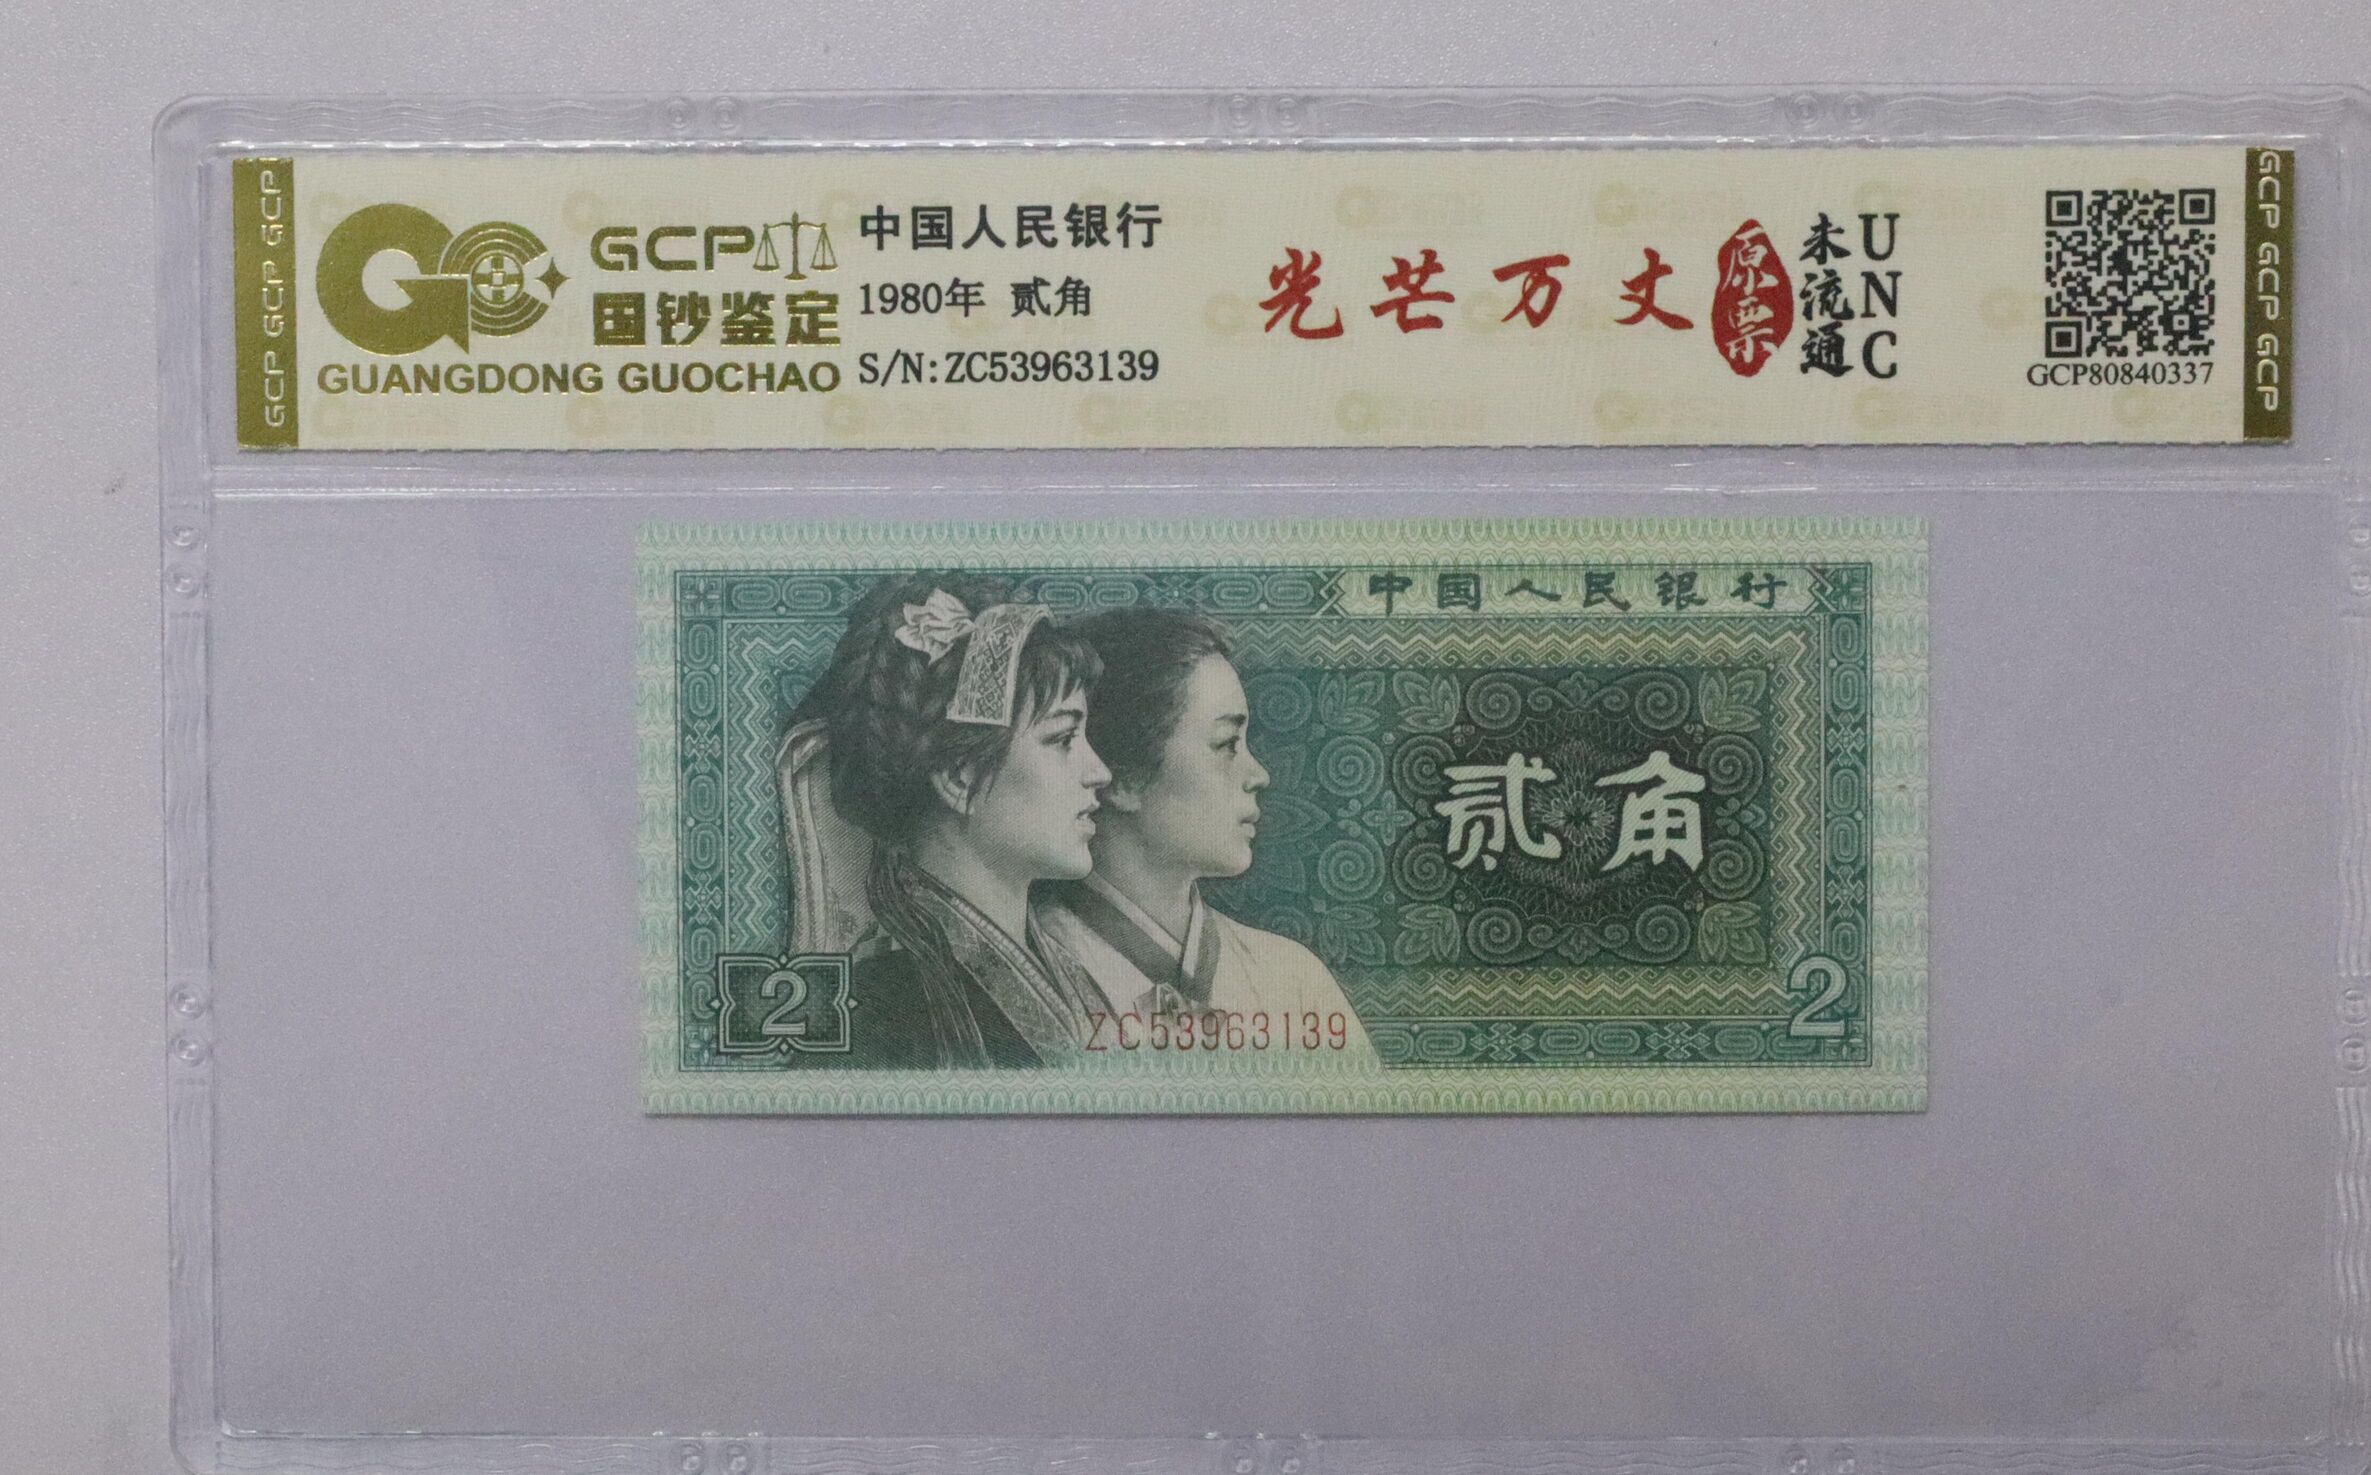 GCP GCP GCP
GCP
国钞鉴定
GUANGDONG GUOCHAO
中国人民银行
1980年 贰角
S/N: ZC53963139
光芒万丈
原票
未流通
UNC
GCP80840337
GCP GCP GCP
中国人民银行
贰角
2
2
ZC53963139